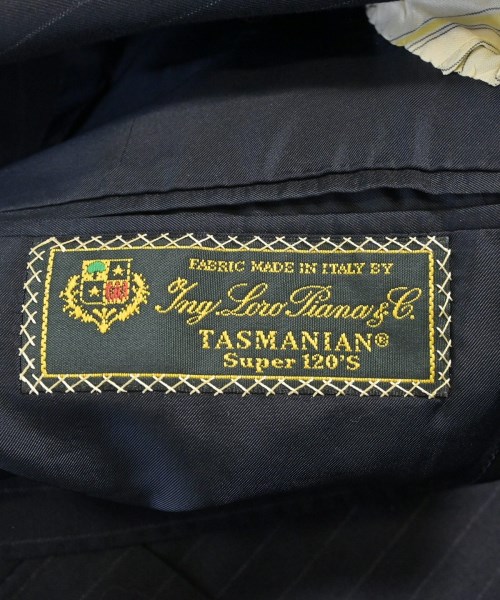 FABRIC MADE IN ITALY BY
Ing. Loro Piana & C.
TASMANIAN®
Super 120'S